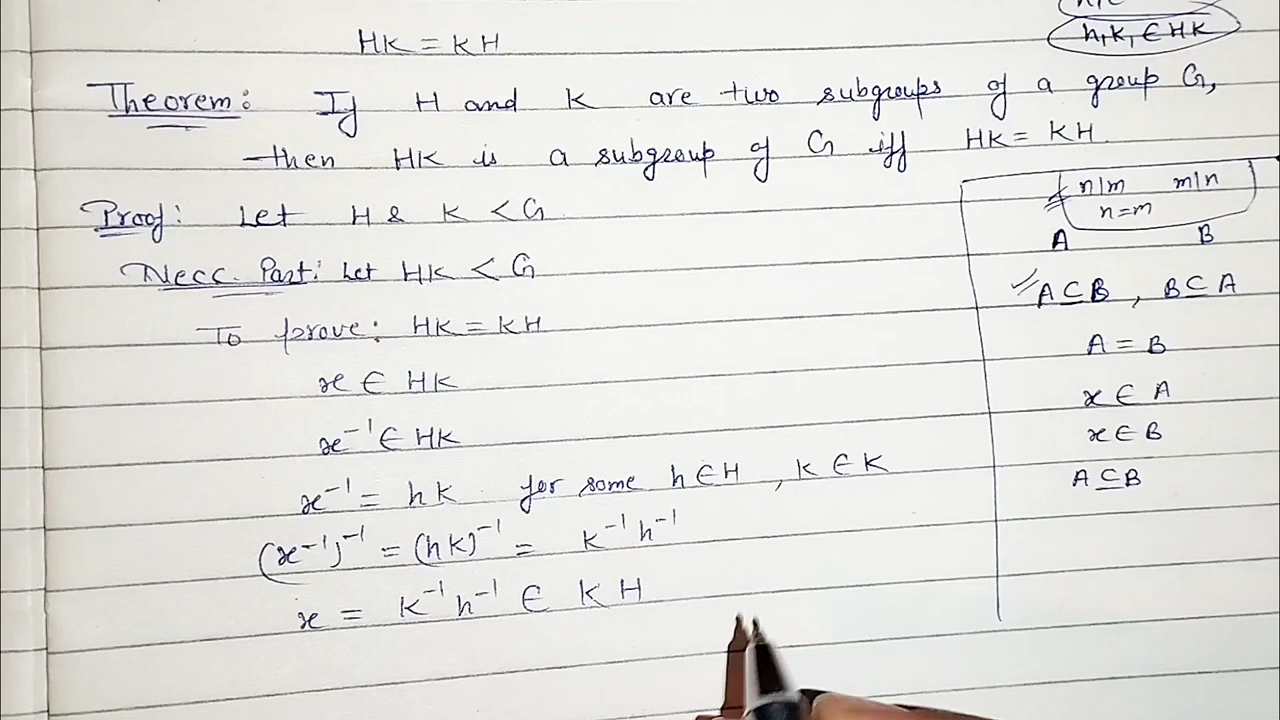 HK = KH
h₁k₁ ∈ HK
Theorem: If H and K are two subgroups of a group G,
then HK is a subgroup of G iff HK = KH.
Proof: Let H & K < G
Necc. Part: Let HK < G
To prove: HK = KH
x ∈ HK
x⁻¹ ∈ HK
x⁻¹ = hk for some h ∈ H, k ∈ K
(x⁻¹)⁻¹ = (hk)⁻¹ = k⁻¹h⁻¹
x = k⁻¹h⁻¹ ∈ KH
n|m m|n
n=m
A B
A ⊆ B, B ⊆ A
A = B
x ∈ A
x ∈ B
A ⊆ B